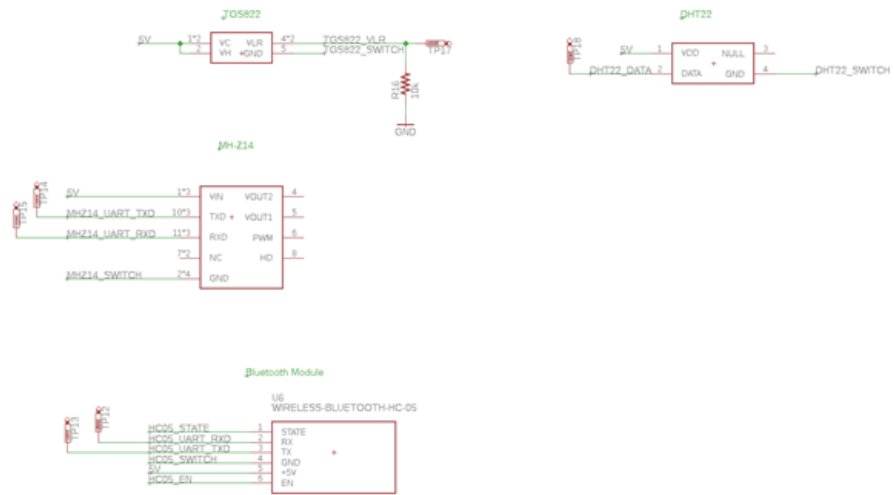 TGS822
5V
1*2 VC VLR 4*2 TGS822_VLR
2 VH GND 5 TGS822_SWITCH
TP17
R16
10k
GND
DHT22
TP18
5V 1 VDD NULL 3
DHT22_DATA 2 DATA GND 4 DHT22_SWITCH
MH-Z14
TP14
TP15
5V 1*3 VIN VOUT2 4
MHZ14_UART_TXD 10*3 TXD VOUT1 5
MHZ14_UART_RXD 11*3 RXD PWM 6
7*2 NC HD 8
MHZ14_SWITCH 2*4 GND
Bluetooth Module
U6
WIRELESS-BLUETOOTH-HC-05
TP12
TP13
HC05_STATE 1 STATE
HC05_UART_RXD 2 RX
HC05_UART_TXD 3 TX
HC05_SWITCH 4 GND
5V 5 +5V
HC05_EN 6 EN